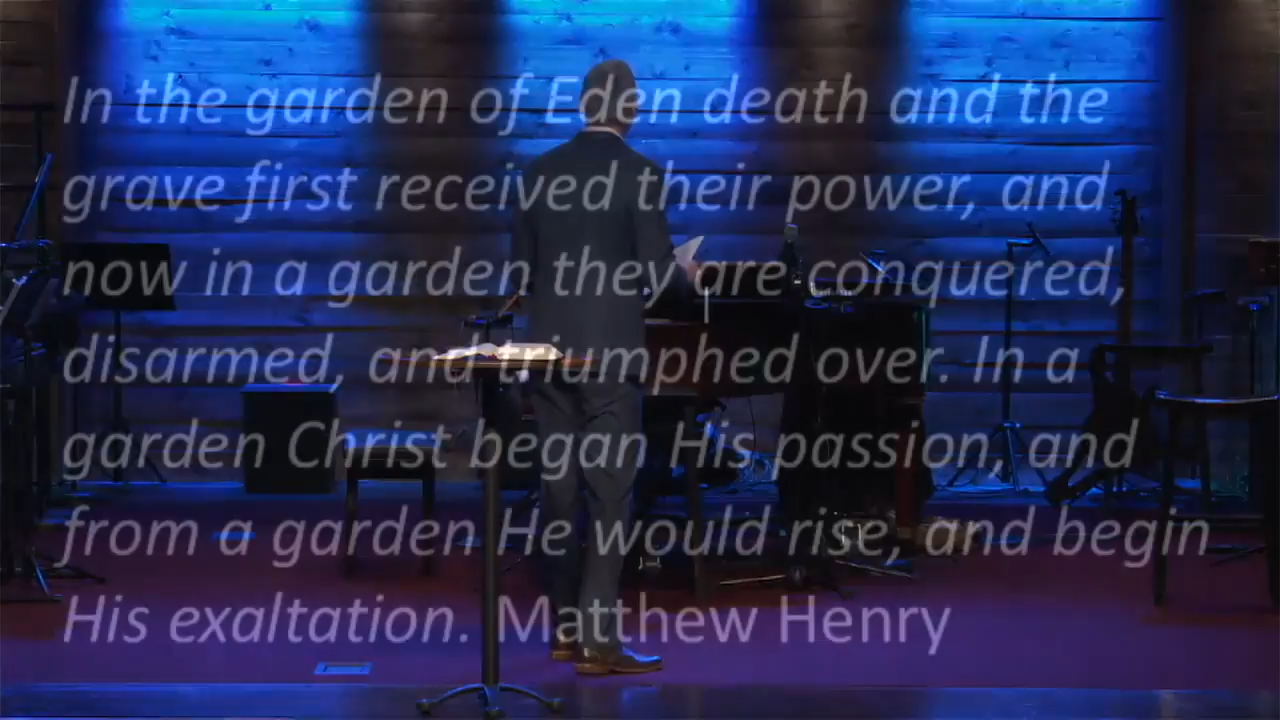 In the garden of Eden death and the
grave first received their power, and
now in a garden they are conquered,
disarmed, and triumphed over. In a
garden Christ began His passion, and
from a garden He would rise, and begin
His exaltation. Matthew Henry